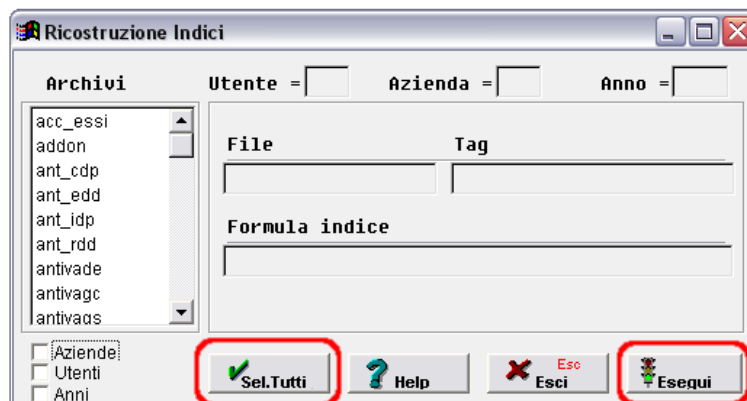 Ricostruzione Indici
Archivi
Utente =
Azienda =
Anno =
acc_essi
addon
ant_cdp
ant_edd
ant_idp
ant_rdd
antivade
antivagc
antivags
File
Tag
Formula indice
Aziende
Utenti
Anni
Sel.Tutti
Help
Esc
Esci
Esegui